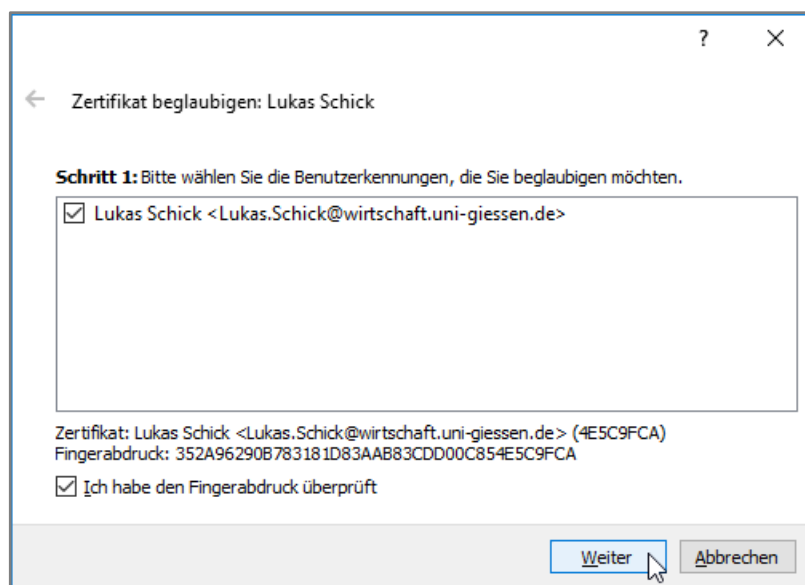 ?
Zertifikat beglaubigen: Lukas Schick
Schritt 1: Bitte wählen Sie die Benutzerkennungen, die Sie beglaubigen möchten.
Lukas Schick <Lukas.Schick@wirtschaft.uni-giessen.de>
Zertifikat: Lukas Schick <Lukas.Schick@wirtschaft.uni-giessen.de> (4E5C9FCA)
Fingerabdruck: 352A96290B783181D83AAB83CDD00C854E5C9FCA
Ich habe den Fingerabdruck überprüft
Weiter Abbrechen